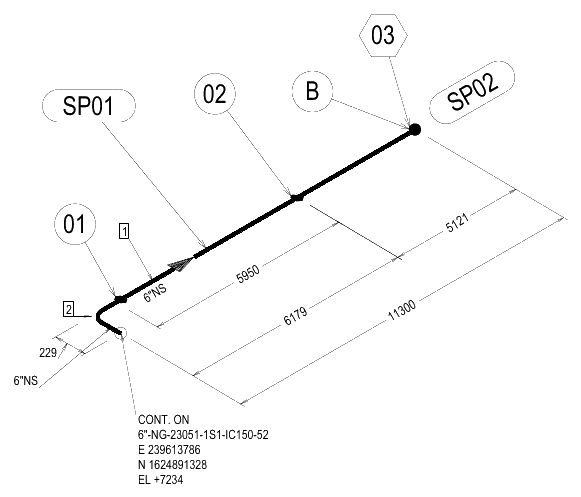 03
02
B
SP01
SP02
01
1
6"NS
5121
5950
2
6179
11300
229
6"NS
CONT. ON
6"-NG-23051-1S1-IC150-52
E 239613786
N 1624891328
EL +7234